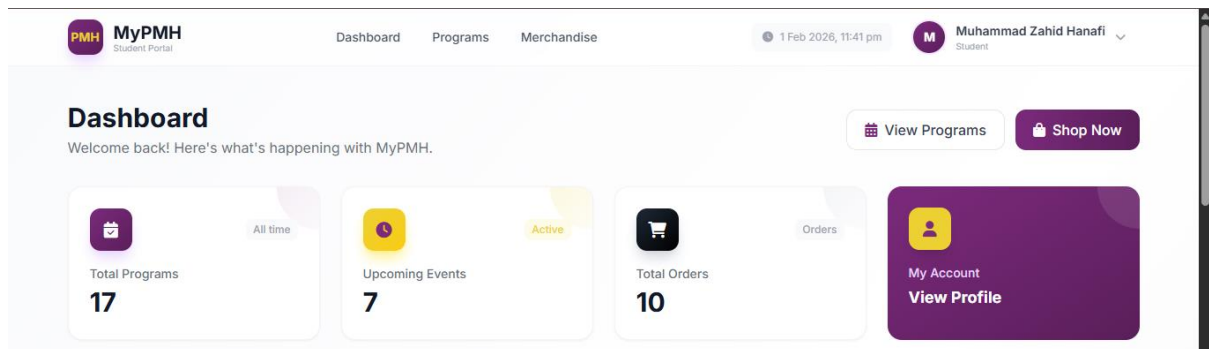 PMH
MyPMH
Student Portal
Dashboard Programs Merchandise
1 Feb 2026, 11:41 pm
M
Muhammad Zahid Hanafi
Student
Dashboard
Welcome back! Here's what's happening with MyPMH.
View Programs
Shop Now
All time
Total Programs
17
Active
Upcoming Events
7
Orders
Total Orders
10
My Account
View Profile